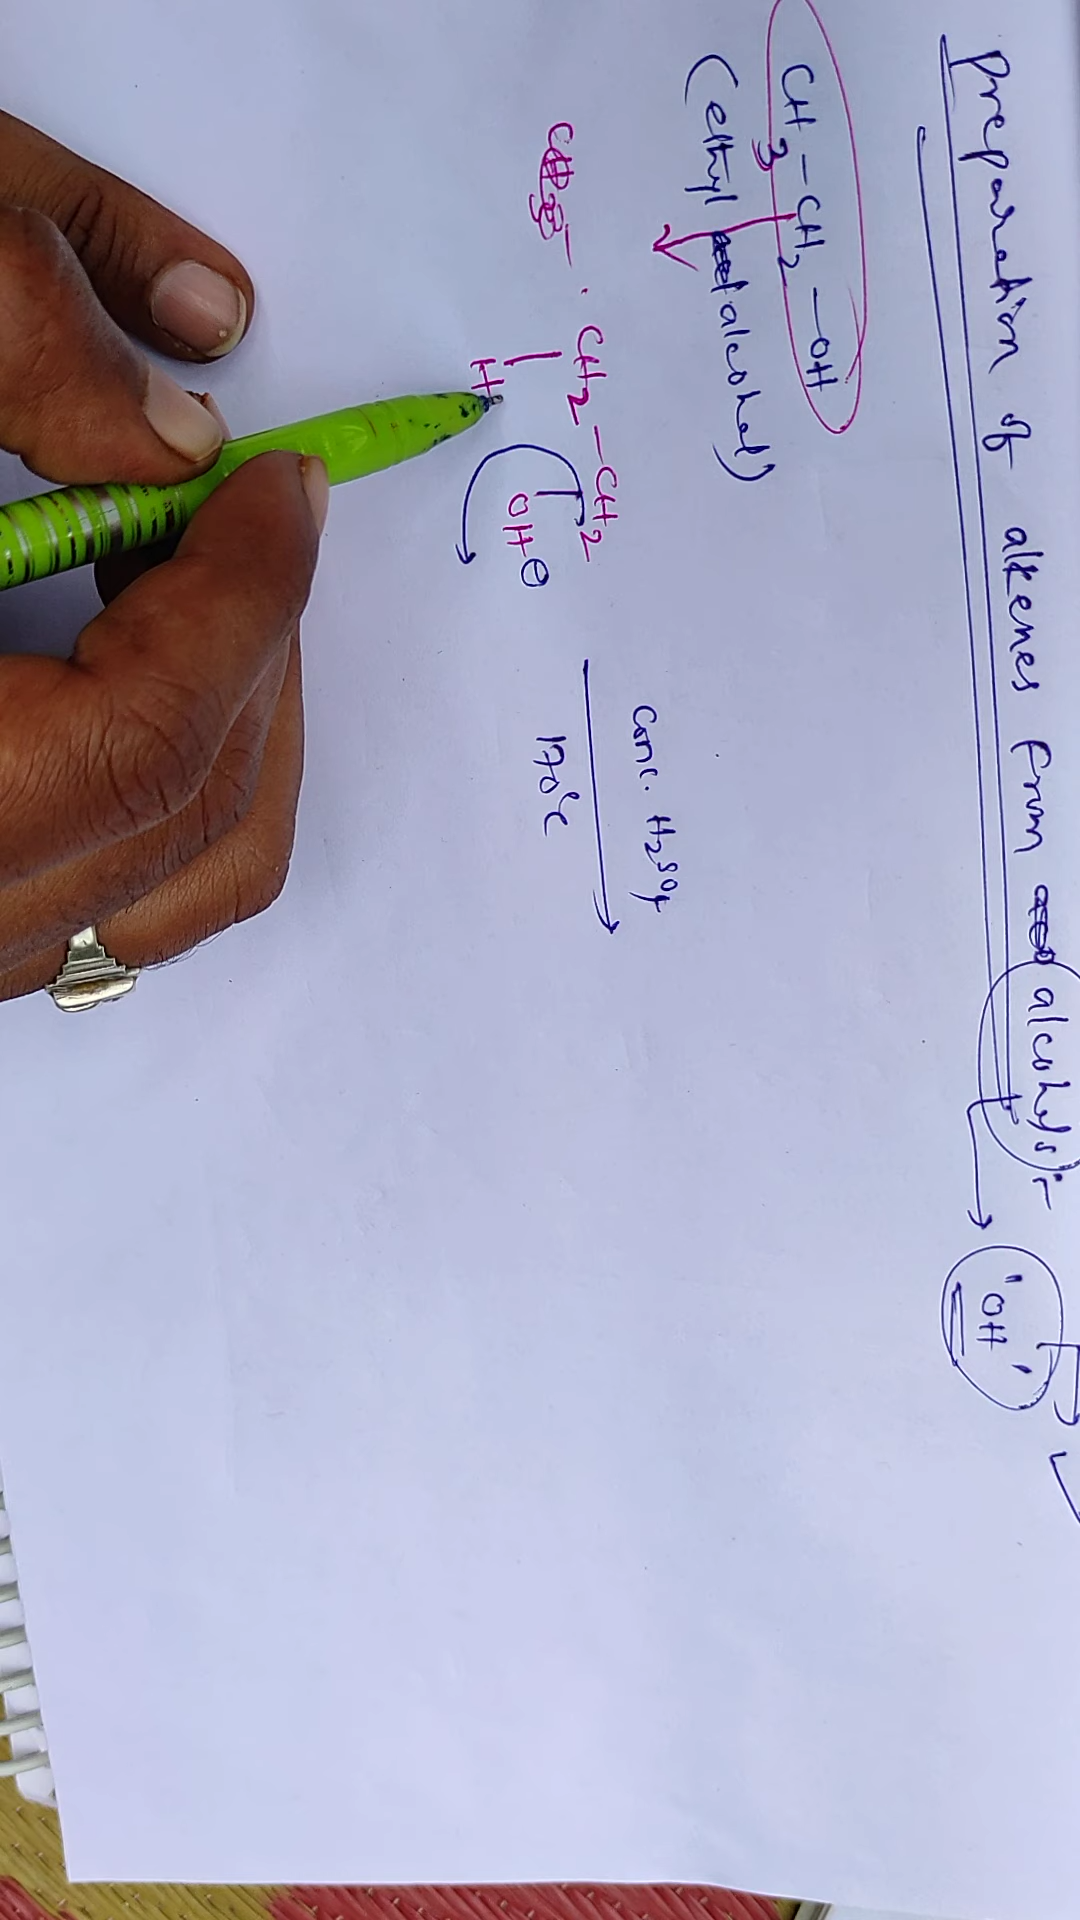 Preparation of alkenes from alcohols :-
"OH"
CH3-CH2-OH
(ethyl alcohol)
CH2-CH2
H OH⊖
Conc. H2SO4
170°C